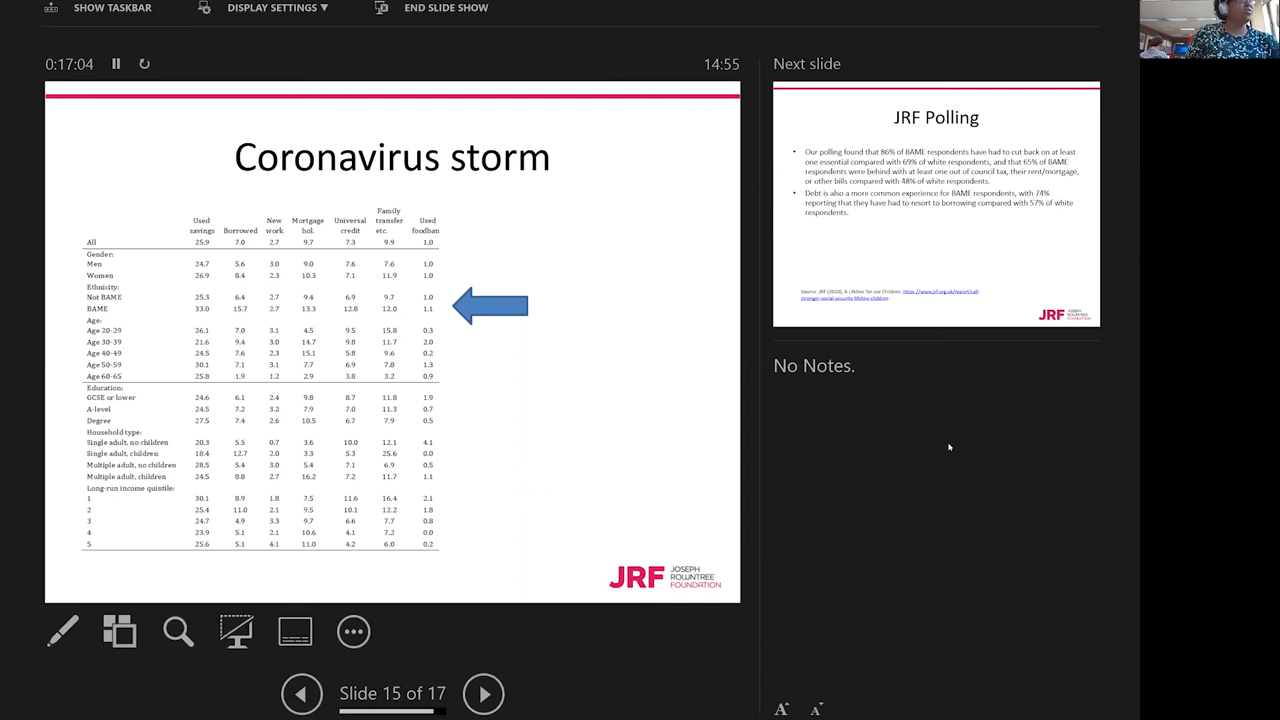 SHOW TASKBAR DISPLAY SETTINGS ▼ END SLIDE SHOW
0:17:04 14:55
Coronavirus storm
Used savings Borrowed New work Mortgage hol. Universal credit Family transfer etc. Used foodban
All 25.9 7.0 2.7 9.7 7.3 9.9 1.0
Gender:
Men 24.7 5.6 3.0 9.0 7.6 7.6 1.0
Women 26.9 8.4 2.3 10.3 7.1 11.9 1.0
Ethnicity:
Not BAME 25.3 6.4 2.7 9.4 6.9 9.7 1.0
BAME 33.0 15.7 2.7 13.3 12.8 12.0 1.1
Age:
Age 20-29 26.1 7.0 3.1 4.5 9.5 15.8 0.3
Age 30-39 21.6 9.4 3.0 14.7 9.8 11.7 2.0
Age 40-49 24.5 7.6 2.3 15.1 5.8 9.6 0.2
Age 50-59 30.1 7.1 3.1 7.7 6.9 7.8 1.3
Age 60-65 25.8 1.9 1.2 2.9 3.8 3.2 0.9
Education:
GCSE or lower 24.6 6.1 2.4 9.8 8.7 11.8 1.9
A-level 24.5 7.2 3.2 7.9 7.0 11.3 0.7
Degree 27.5 7.4 2.6 10.5 6.7 7.9 0.5
Household type:
Single adult, no children 20.3 5.5 0.7 3.6 10.0 12.1 4.1
Single adult, children 18.4 12.7 2.0 3.3 5.3 25.6 0.0
Multiple adult, no children 28.5 5.4 3.0 5.4 7.1 6.9 0.5
Multiple adult, children 24.5 8.8 2.7 16.2 7.2 11.7 1.1
Long-run income quintile:
1 30.1 8.9 1.8 7.5 11.6 16.4 2.1
2 25.4 11.0 2.1 9.5 10.1 12.2 1.8
3 24.7 4.9 3.3 9.7 6.6 7.7 0.8
4 23.9 5.1 2.1 10.6 4.1 7.2 0.0
5 25.6 5.1 4.1 11.0 4.2 6.0 0.2
JRF JOSEPH
ROWNTREE
FOUNDATION
Slide 15 of 17
Next slide
JRF Polling
• Our polling found that 86% of BAME respondents have had to cut back on at least
one essential compared with 69% of white respondents, and that 65% of BAME
respondents were behind with at least one out of council tax, their rent/mortgage,
or other bills compared with 48% of white respondents.
• Debt is also a more common experience for BAME respondents, with 74%
reporting that they have had to resort to borrowing compared with 57% of white
respondents.
Source: JRF (2020), A Lifeline for our Children: https://www.jrf.org.uk/report/call-
stronger-social-security-lifeline-children
JRF JOSEPH
ROWNTREE
FOUNDATION
No Notes.
A A